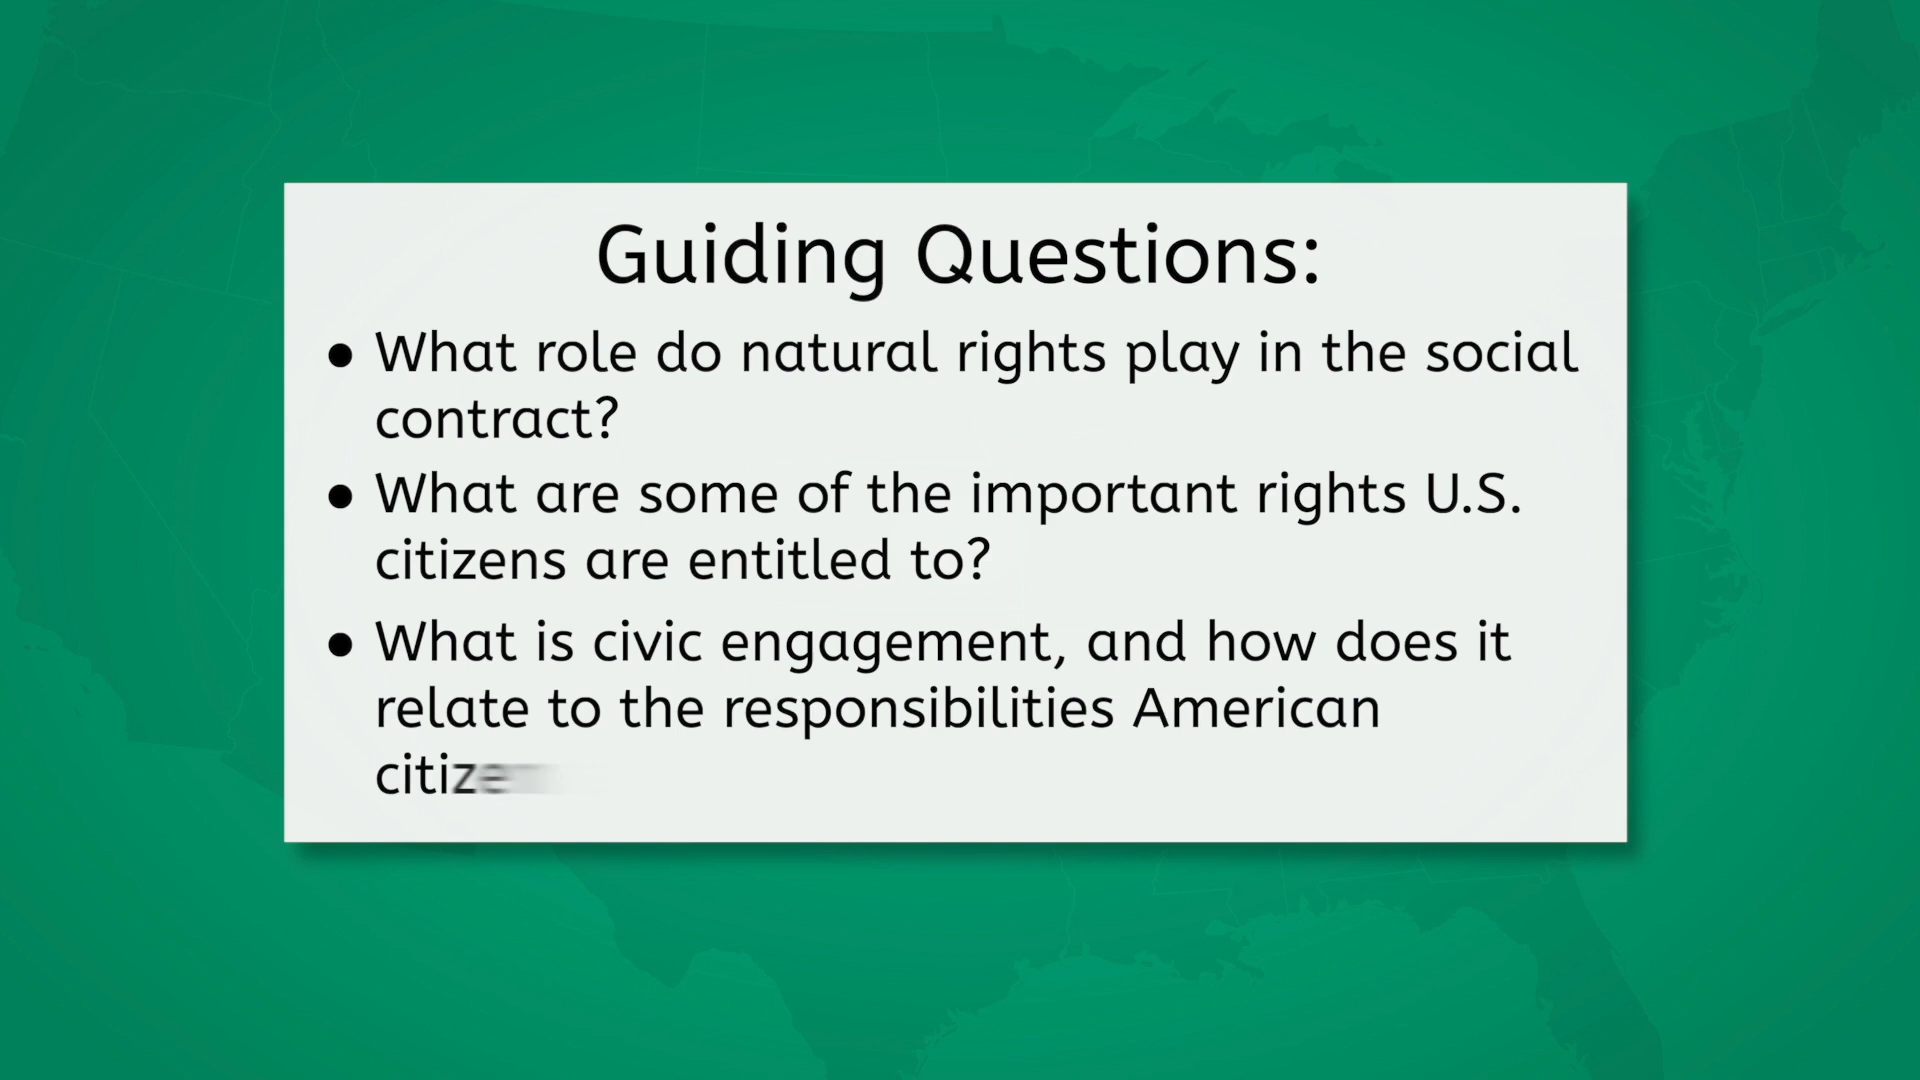 Guiding Questions:
● What role do natural rights play in the social
contract?
● What are some of the important rights U.S.
citizens are entitled to?
● What is civic engagement, and how does it
relate to the responsibilities American